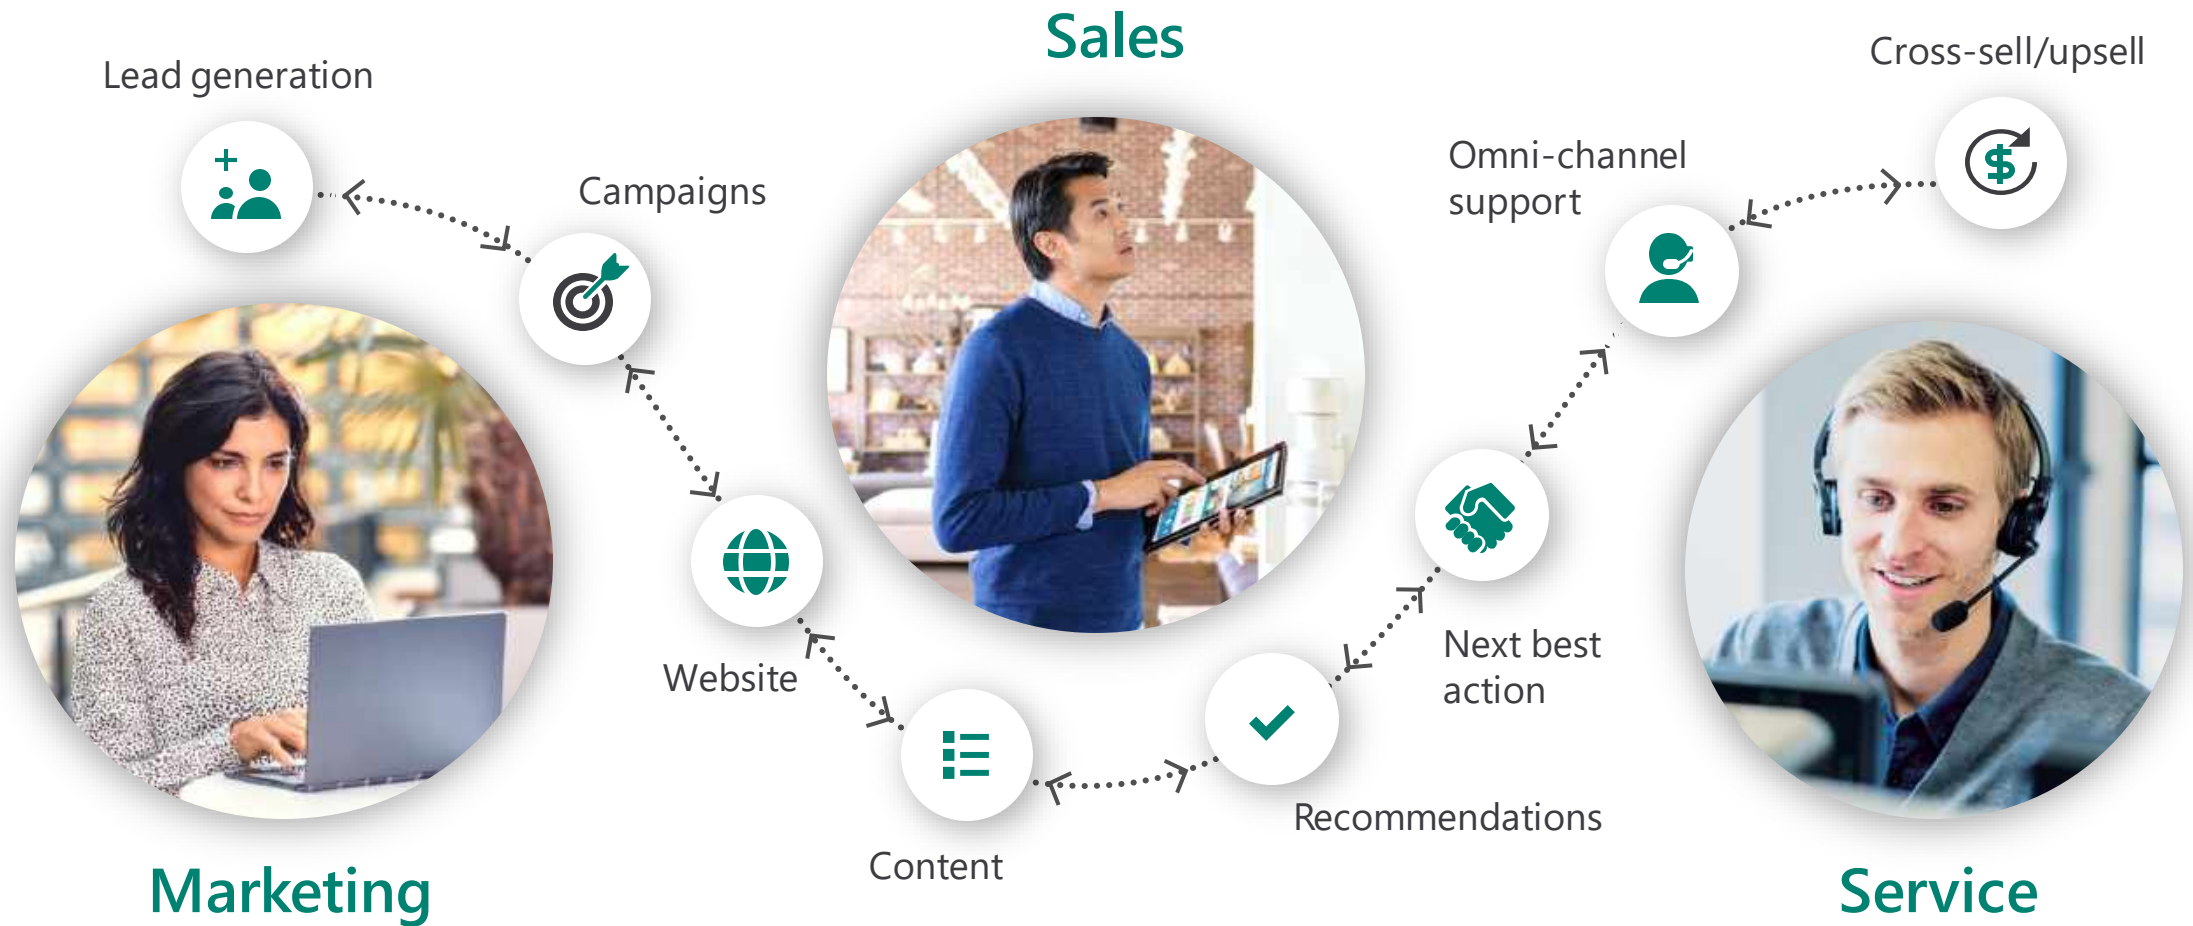 Sales
Cross-sell/upsell
Lead generation
Omni-channel
support
Campaigns
Next best
action
Website
Recommendations
Content
Marketing
Service